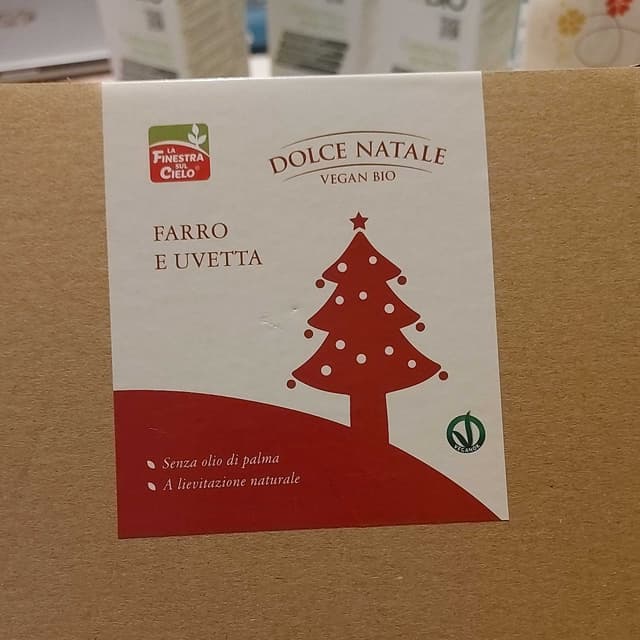 LA
FINESTRA
SUL
CIELO
DOLCE NATALE
VEGAN BIO
FARRO
E UVETTA
Senza olio di palma
A lievitazione naturale
VEGANOK